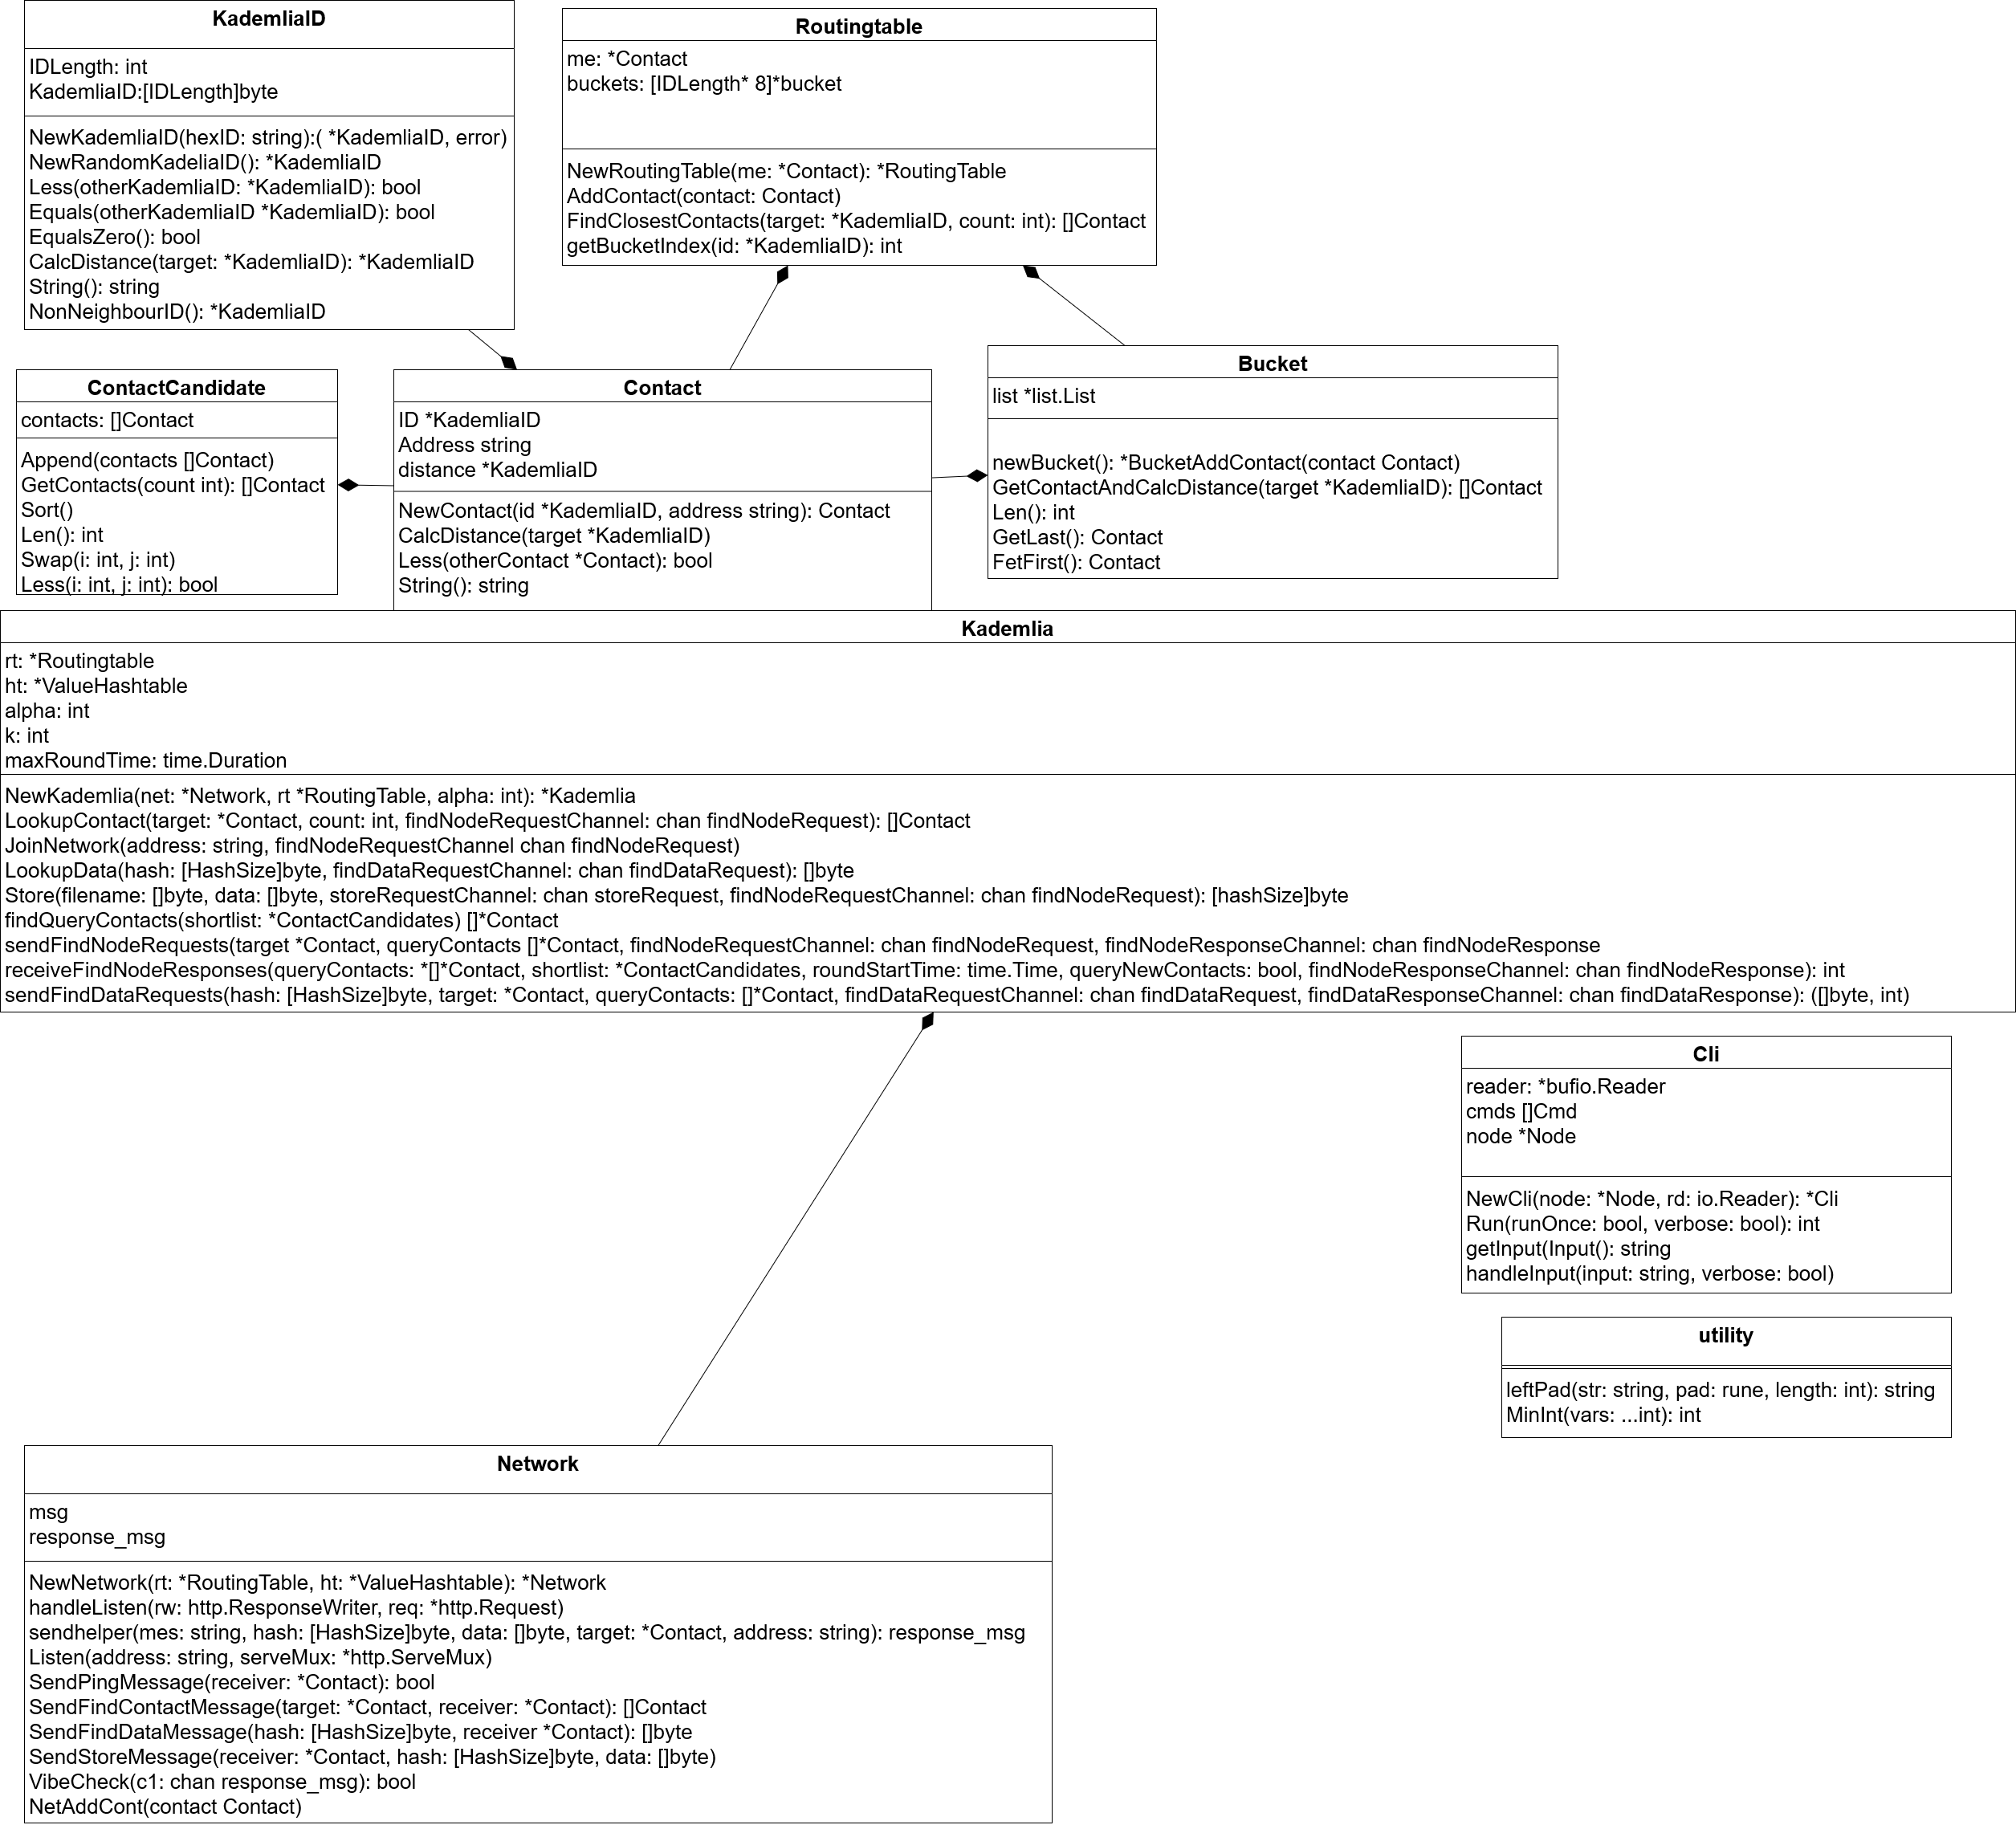 KademliaID
IDLength: int
KademliaID:[IDLength]byte
NewKademliaID(hexID: string):( *KademliaID, error)
NewRandomKadeliaID(): *KademliaID
Less(otherKademliaID: *KademliaID): bool
Equals(otherKademliaID *KademliaID): bool
EqualsZero(): bool
CalcDistance(target: *KademliaID): *KademliaID
String(): string
NonNeighbourID(): *KademliaID
Routingtable
me: *Contact
buckets: [IDLength* 8]*bucket
NewRoutingTable(me: *Contact): *RoutingTable
AddContact(contact: Contact)
FindClosestContacts(target: *KademliaID, count: int): []Contact
getBucketIndex(id: *KademliaID): int
ContactCandidate
contacts: []Contact
Append(contacts []Contact)
GetContacts(count int): []Contact
Sort()
Len(): int
Swap(i: int, j: int)
Less(i: int, j: int): bool
Contact
ID *KademliaID
Address string
distance *KademliaID
NewContact(id *KademliaID, address string): Contact
CalcDistance(target *KademliaID)
Less(otherContact *Contact): bool
String(): string
Bucket
list *list.List
newBucket(): *BucketAddContact(contact Contact)
GetContactAndCalcDistance(target *KademliaID): []Contact
Len(): int
GetLast(): Contact
FetFirst(): Contact
Kademlia
rt: *Routingtable
ht: *ValueHashtable
alpha: int
k: int
maxRoundTime: time.Duration
NewKademlia(net: *Network, rt *RoutingTable, alpha: int): *Kademlia
LookupContact(target: *Contact, count: int, findNodeRequestChannel: chan findNodeRequest): []Contact
JoinNetwork(address: string, findNodeRequestChannel chan findNodeRequest)
LookupData(hash: [HashSize]byte, findDataRequestChannel: chan findDataRequest): []byte
Store(filename: []byte, data: []byte, storeRequestChannel: chan storeRequest, findNodeRequestChannel: chan findNodeRequest): [hashSize]byte
findQueryContacts(shortlist: *ContactCandidates) []*Contact
sendFindNodeRequests(target *Contact, queryContacts []*Contact, findNodeRequestChannel: chan findNodeRequest, findNodeResponseChannel: chan findNodeResponse
receiveFindNodeResponses(queryContacts: *[]*Contact, shortlist: *ContactCandidates, roundStartTime: time.Time, queryNewContacts: bool, findNodeResponseChannel: chan findNodeResponse): int
sendFindDataRequests(hash: [HashSize]byte, target: *Contact, queryContacts: []*Contact, findDataRequestChannel: chan findDataRequest, findDataResponseChannel: chan findDataResponse): ([]byte, int)
Cli
reader: *bufio.Reader
cmds []Cmd
node *Node
NewCli(node: *Node, rd: io.Reader): *Cli
Run(runOnce: bool, verbose: bool): int
getInput(Input(): string
handleInput(input: string, verbose: bool)
utility
leftPad(str: string, pad: rune, length: int): string
MinInt(vars: ...int): int
Network
msg
response_msg
NewNetwork(rt: *RoutingTable, ht: *ValueHashtable): *Network
handleListen(rw: http.ResponseWriter, req: *http.Request)
sendhelper(mes: string, hash: [HashSize]byte, data: []byte, target: *Contact, address: string): response_msg
Listen(address: string, serveMux: *http.ServeMux)
SendPingMessage(receiver: *Contact): bool
SendFindContactMessage(target: *Contact, receiver: *Contact): []Contact
SendFindDataMessage(hash: [HashSize]byte, receiver *Contact): []byte
SendStoreMessage(receiver: *Contact, hash: [HashSize]byte, data: []byte)
VibeCheck(c1: chan response_msg): bool
NetAddCont(contact Contact)